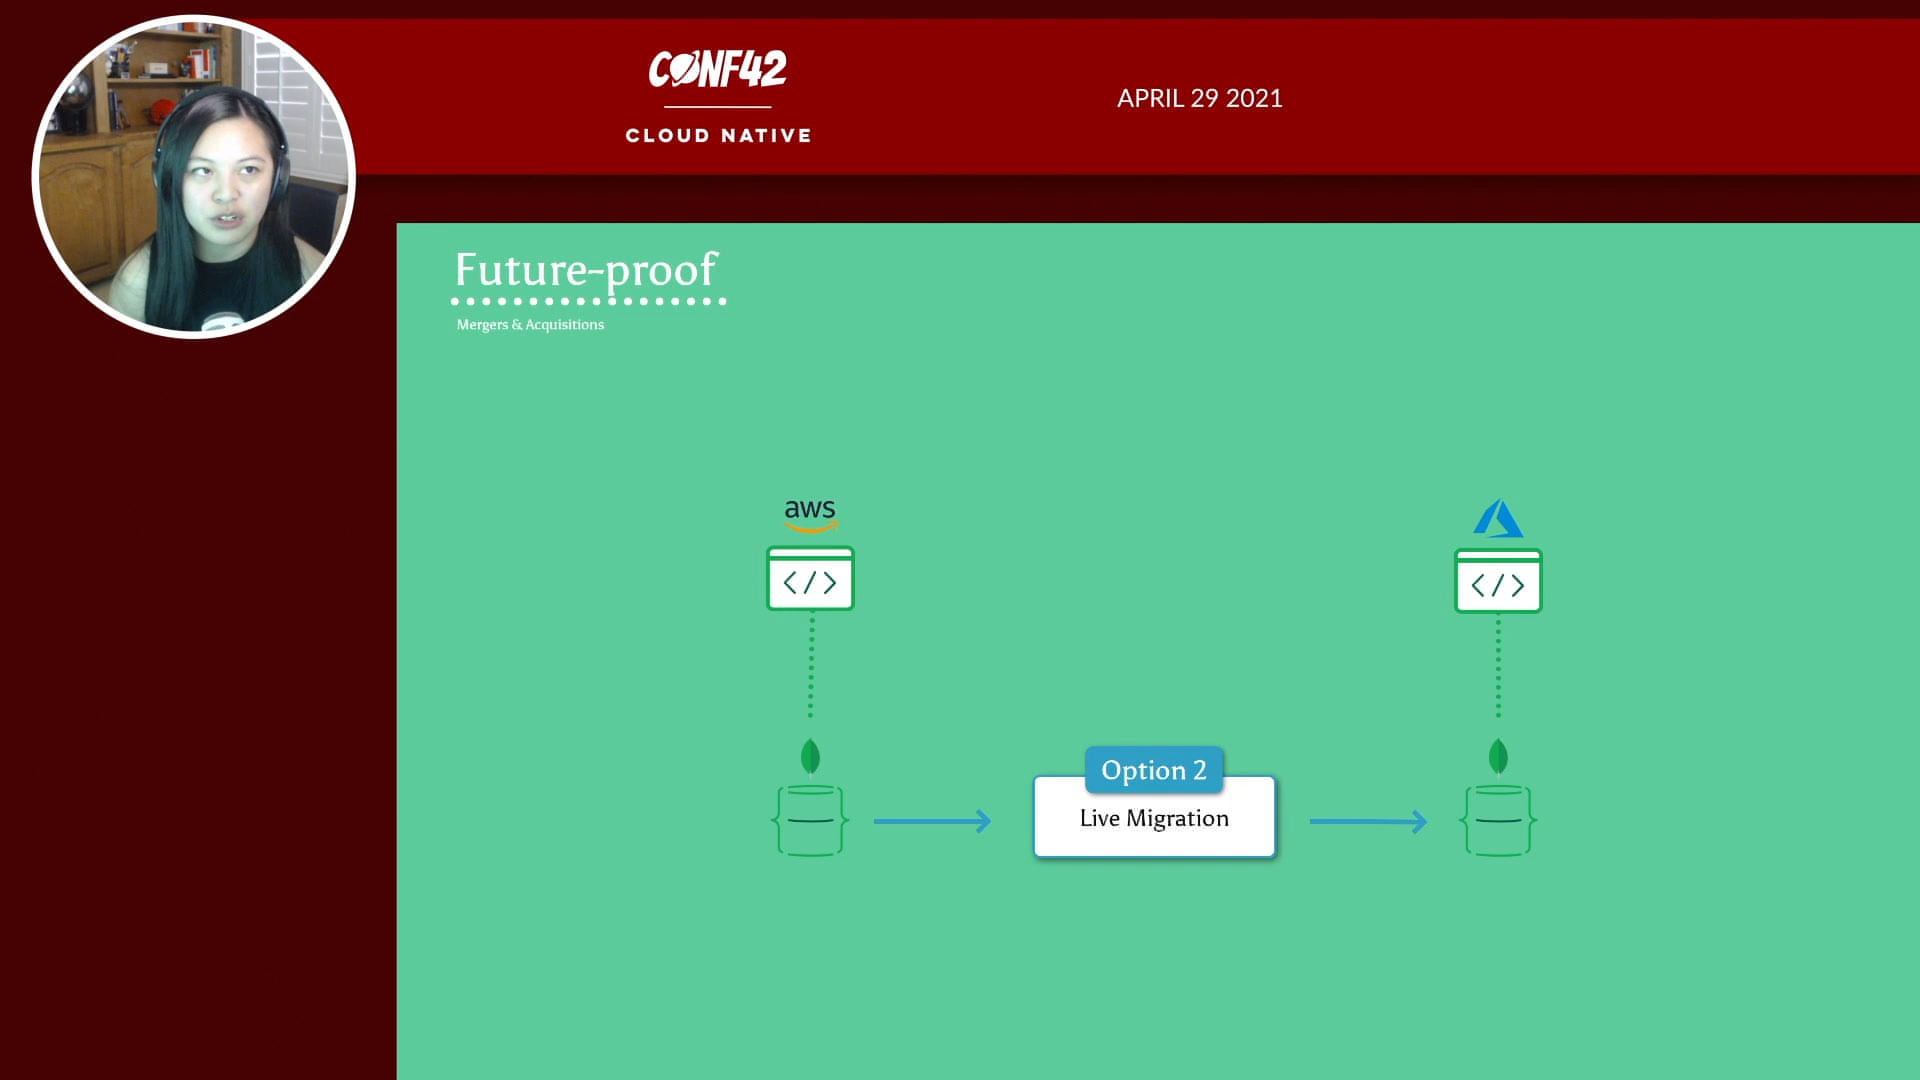 CONF42
CLOUD NATIVE
APRIL 29 2021
Future-proof
Mergers & Acquisitions
aws
</>
</>
Option 2
Live Migration